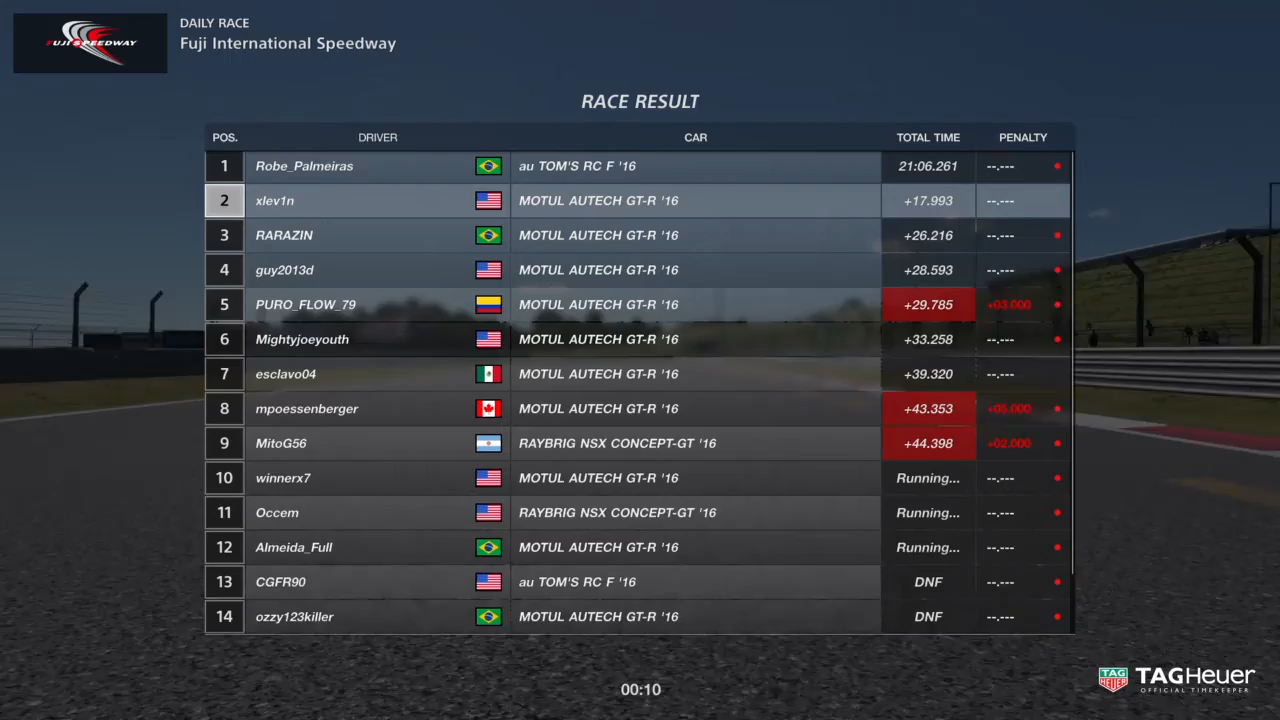 FUJI SPEEDWAY
DAILY RACE
Fuji International Speedway
RACE RESULT
POS. DRIVER CAR TOTAL TIME PENALTY
1 Robe_Palmeiras au TOM'S RC F '16 21:06.261 --.---
2 xlev1n MOTUL AUTECH GT-R '16 +17.993 --.---
3 RARAZIN MOTUL AUTECH GT-R '16 +26.216 --.---
4 guy2013d MOTUL AUTECH GT-R '16 +28.593 --.---
5 PURO_FLOW_79 MOTUL AUTECH GT-R '16 +29.785 +03.000
6 Mightyjoeyouth MOTUL AUTECH GT-R '16 +33.258 --.---
7 esclavo04 MOTUL AUTECH GT-R '16 +39.320 --.---
8 mpoessenberger MOTUL AUTECH GT-R '16 +43.353 +05.000
9 MitoG56 RAYBRIG NSX CONCEPT-GT '16 +44.398 +02.000
10 winnerx7 MOTUL AUTECH GT-R '16 Running... --.---
11 Occem RAYBRIG NSX CONCEPT-GT '16 Running... --.---
12 Almeida_Full MOTUL AUTECH GT-R '16 Running... --.---
13 CGFR90 au TOM'S RC F '16 DNF --.---
14 ozzy123killer MOTUL AUTECH GT-R '16 DNF --.---
00:10
TAG HEUER
TAGHeuer
OFFICIAL TIMEKEEPER